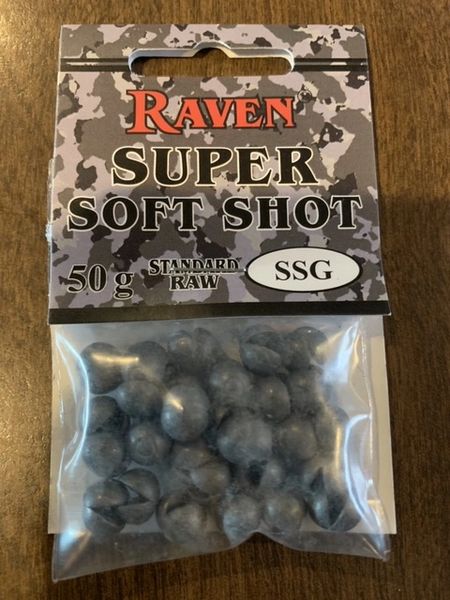 RAVEN®
SUPER
SOFT SHOT
50 g STANDARD RAW SSG